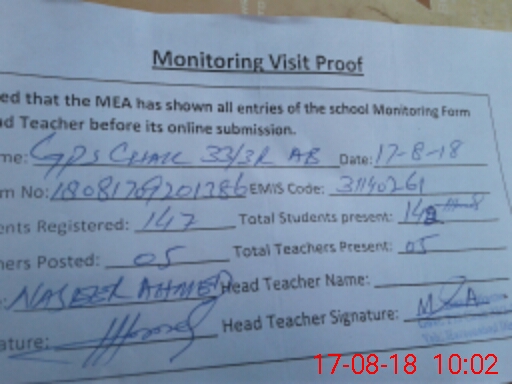 Monitoring Visit Proof
ed that the MEA has shown all entries of the school Monitoring Form
ad Teacher before its online submission.
me: GPS CHAK 33/3R AB Date: 17-8-18
m No: 18081709201386 EMIS Code: 31140261
ents Registered: 147 Total Students present:
hers Posted: 05 Total Teachers Present: 05
: NASEER AHMED Head Teacher Name:
ature: Head Teacher Signature:
17-08-18 10:02